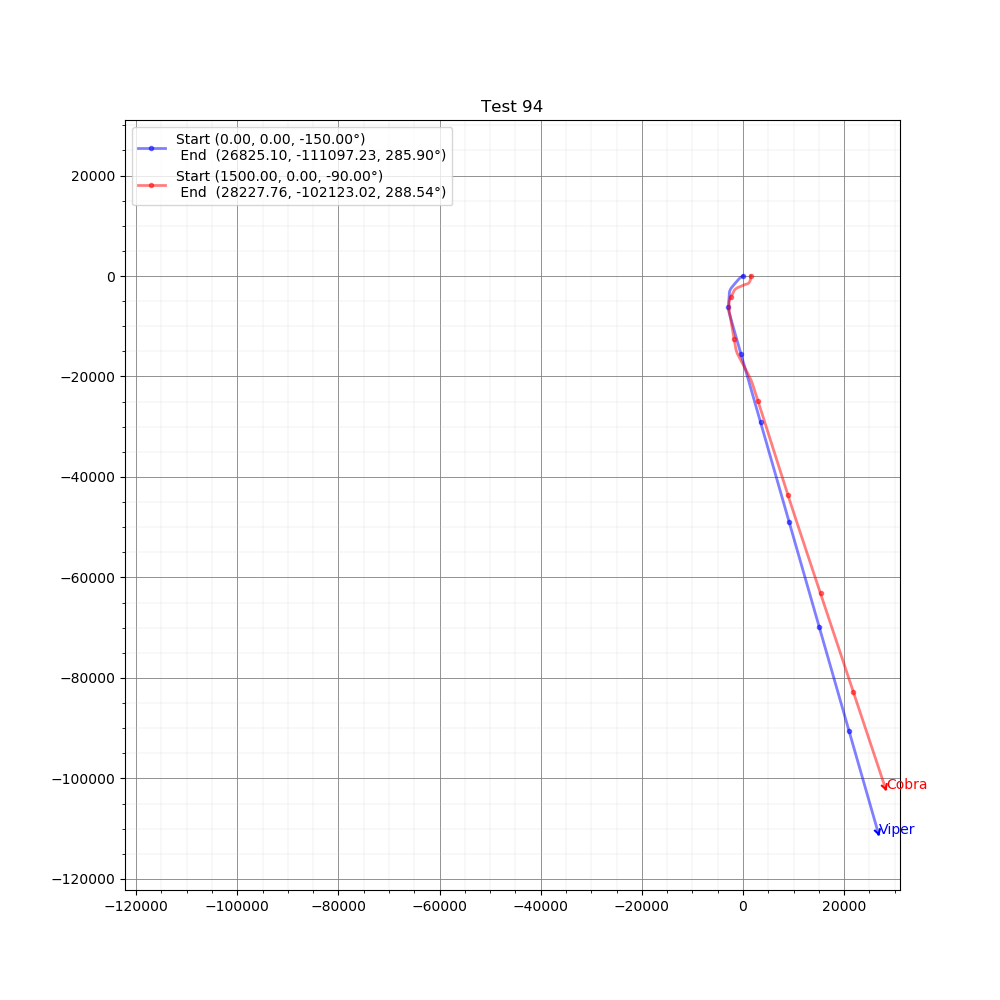 Test 94
Start (0.00, 0.00, -150.00°)
End (26825.10, -111097.23, 285.90°)
Start (1500.00, 0.00, -90.00°)
End (28227.76, -102123.02, 288.54°)
20000
0
−20000
−40000
−60000
−80000
−100000
−120000
Cobra
Viper
−120000 −100000 −80000 −60000 −40000 −20000 0 20000